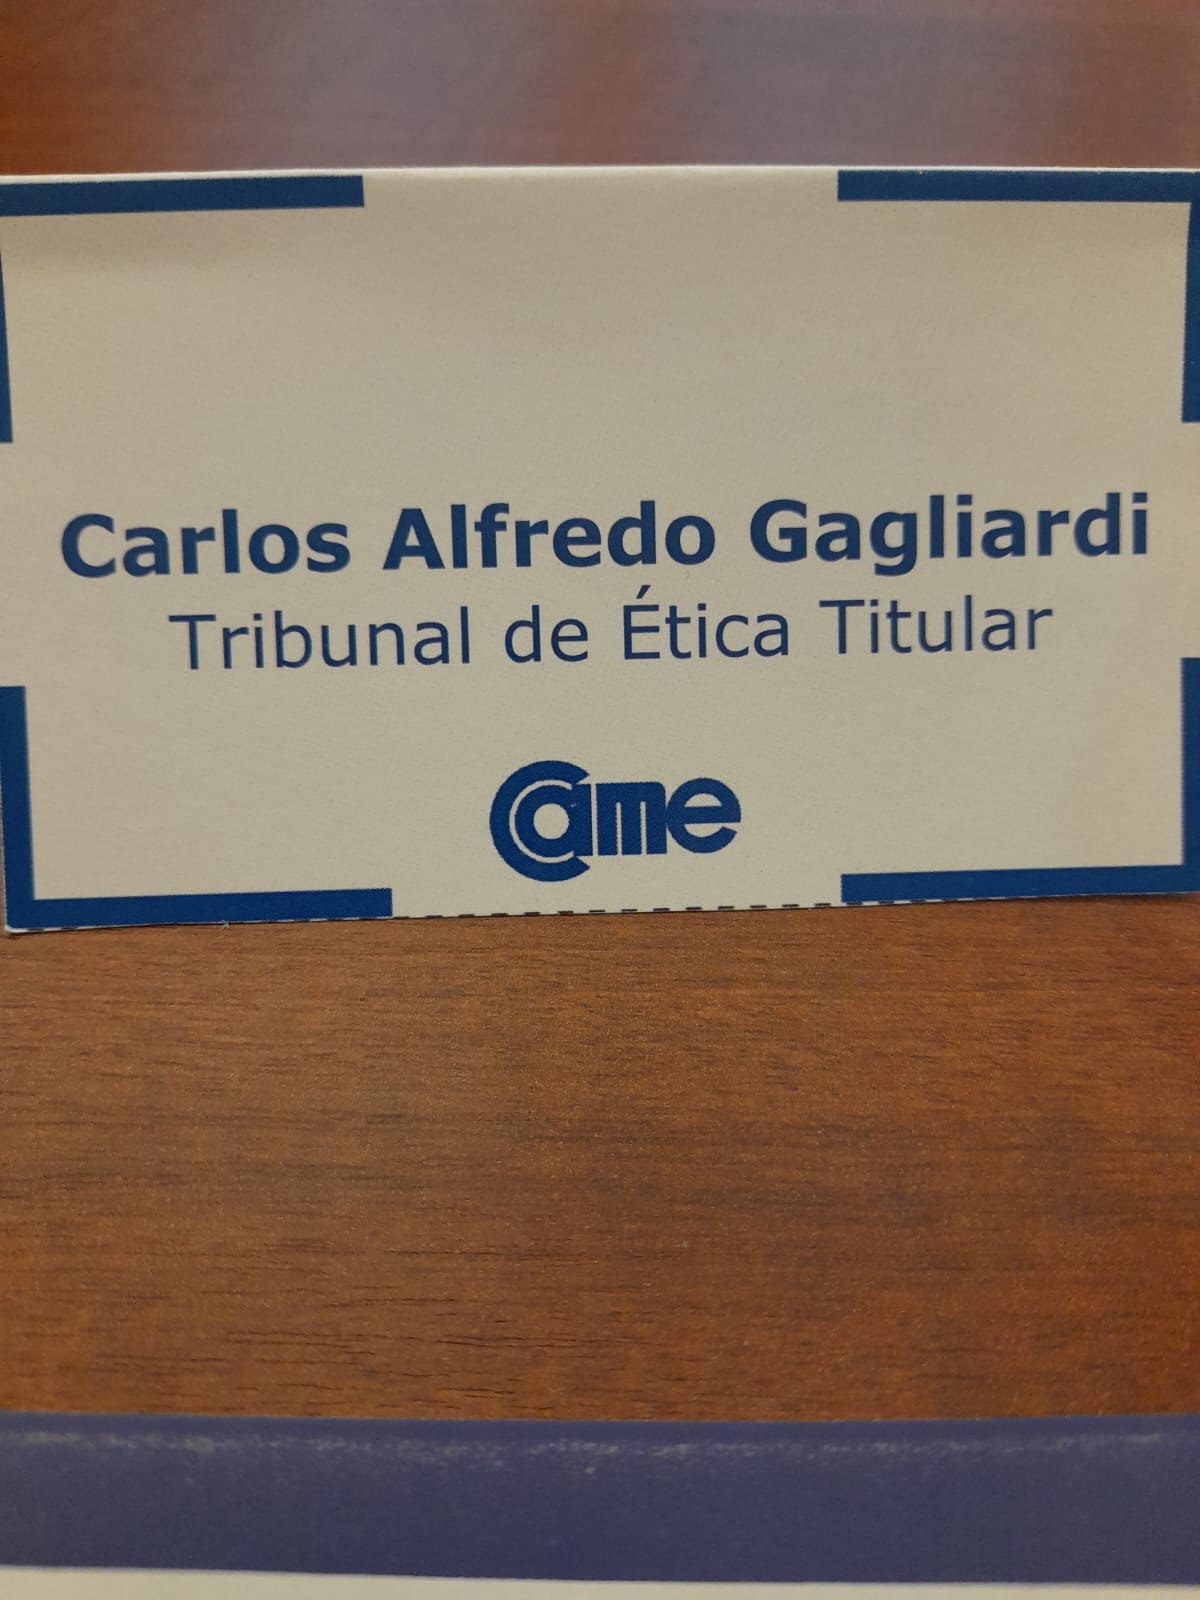 Carlos Alfredo Gagliardi
Tribunal de Ética Titular
Came